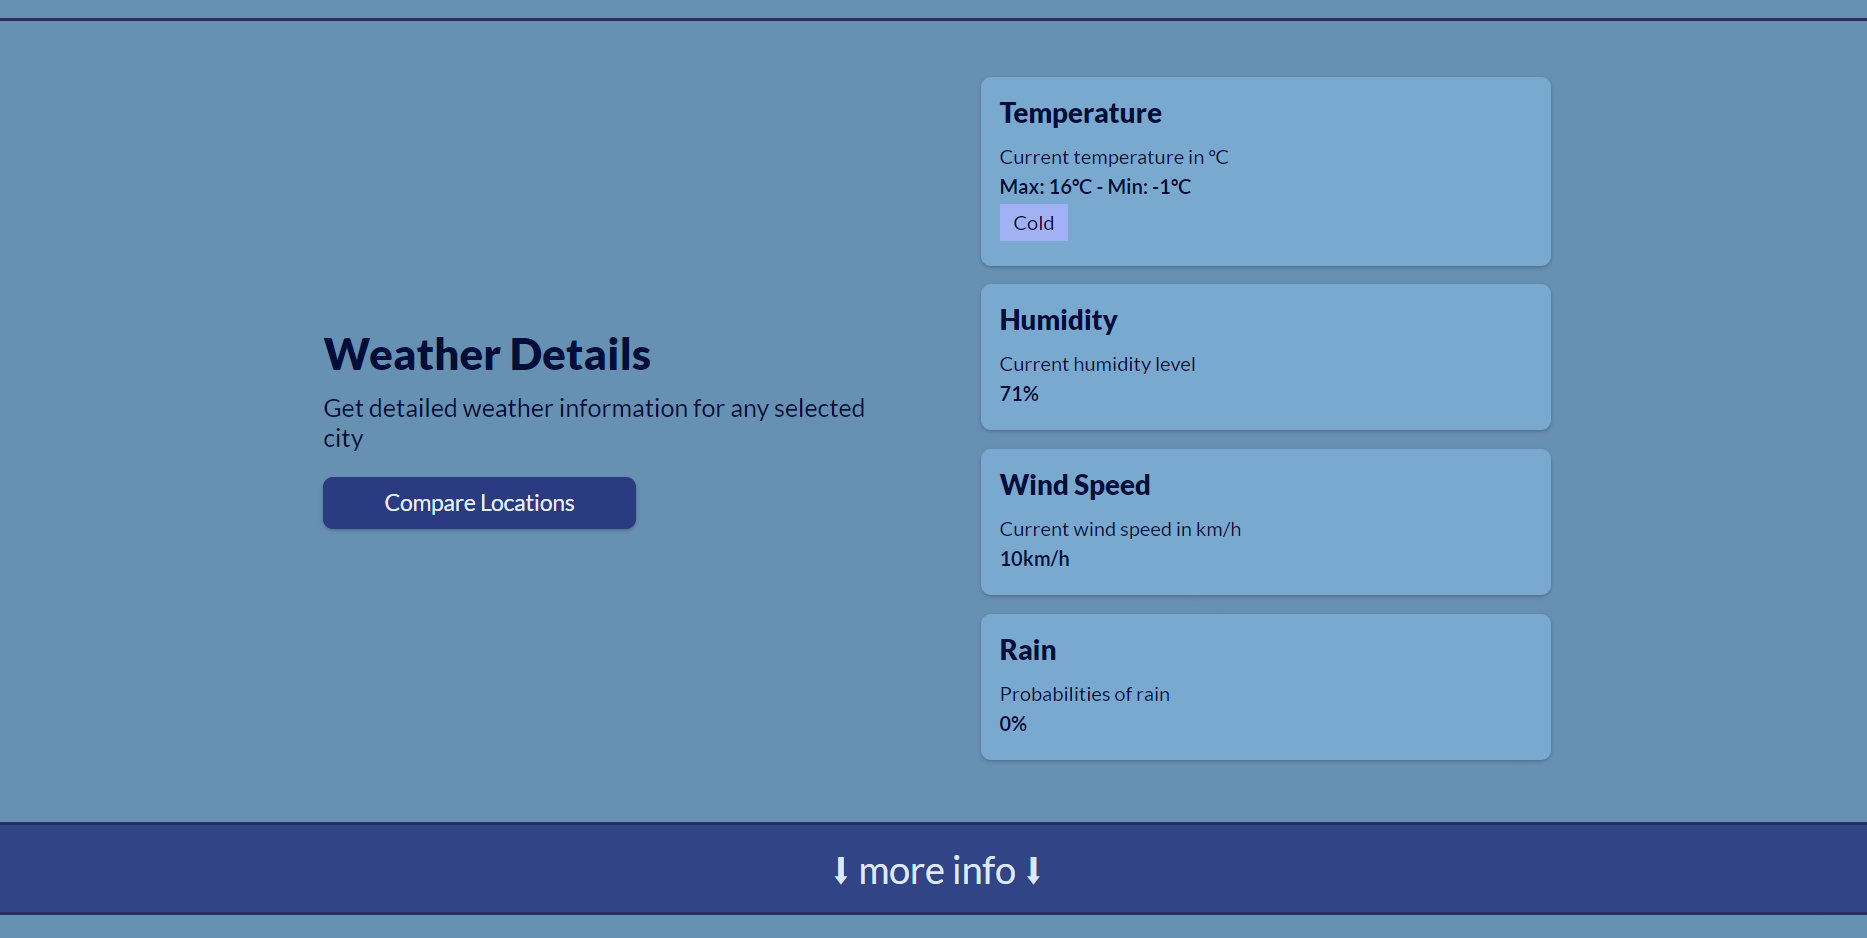 Weather Details
Get detailed weather information for any selected
city
Compare Locations
Temperature
Current temperature in °C
Max: 16°C - Min: -1°C
Cold
Humidity
Current humidity level
71%
Wind Speed
Current wind speed in km/h
10km/h
Rain
Probabilities of rain
0%
⬇ more info ⬇